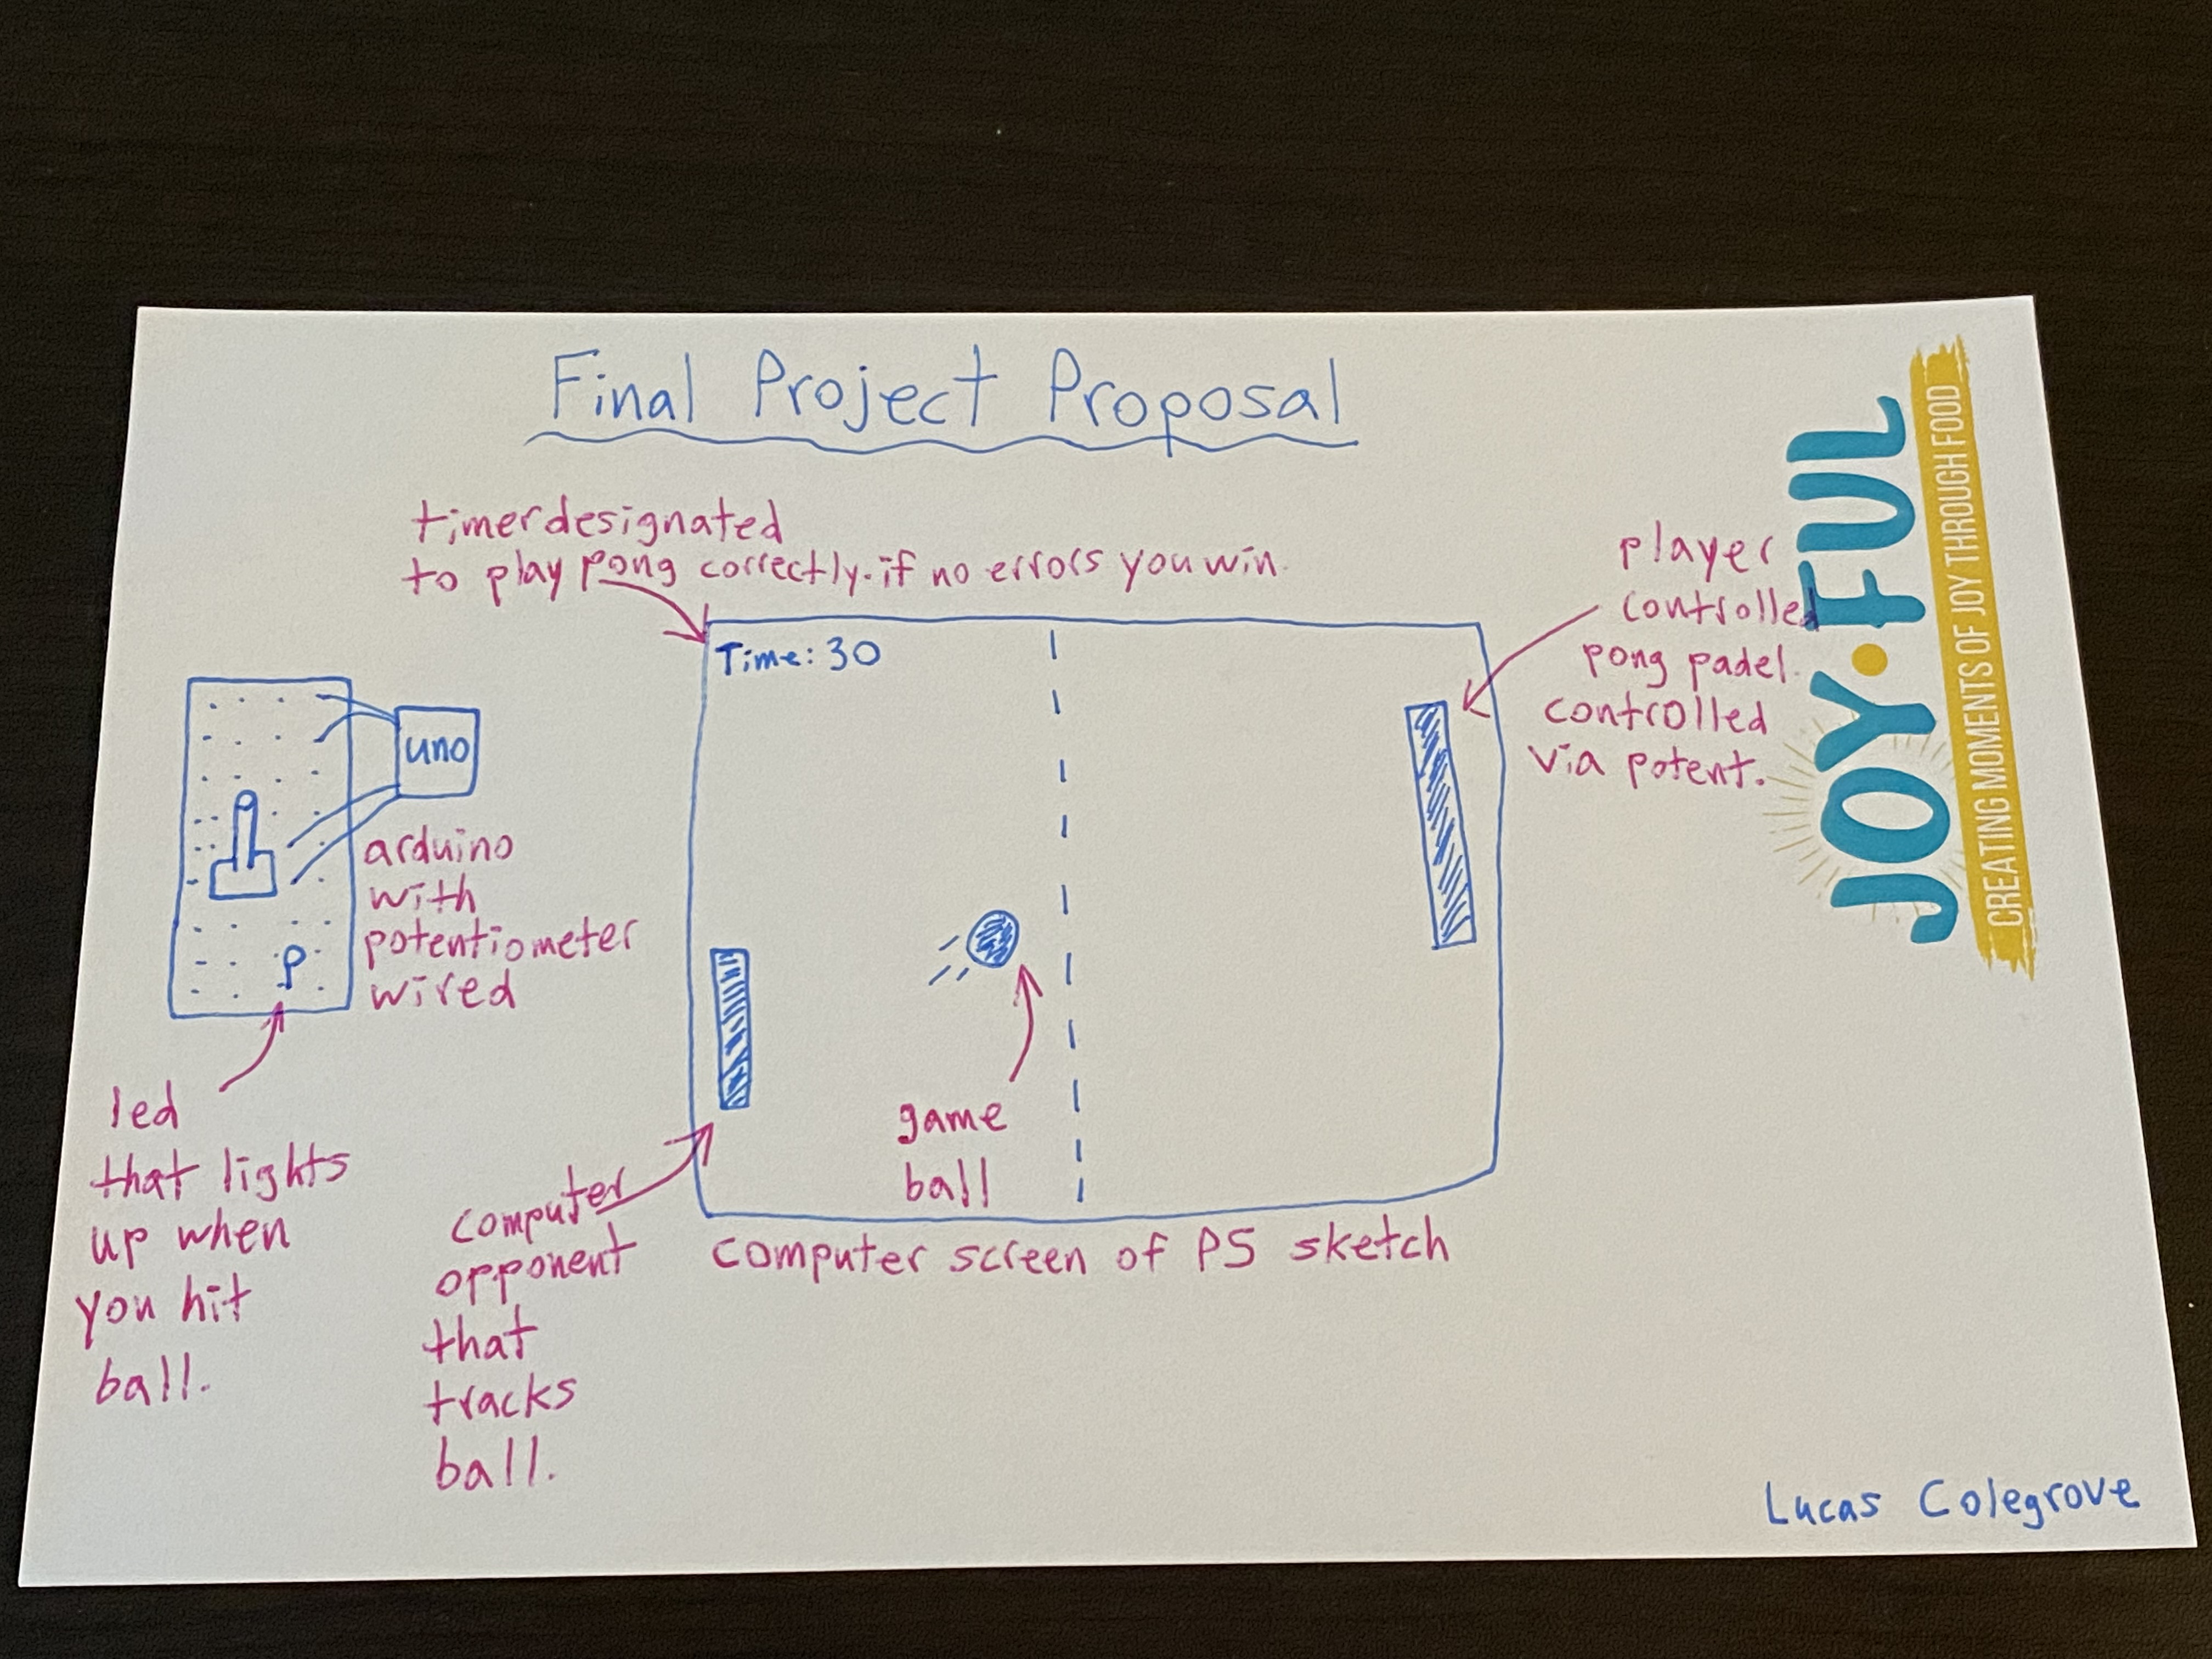 Final Project Proposal
timer designated
to play pong correctly. if no errors you win.
uno
arduino
with
potentiometer
wired
led
that lights
up when
you hit
ball.
computer
opponent
that
tracks
ball.
Time: 30
game
ball
player
controlled
pong padel
controlled
via potent.
computer screen of P5 sketch
JOY•FUL
CREATING MOMENTS OF JOY THROUGH FOOD
Lucas Colegrove